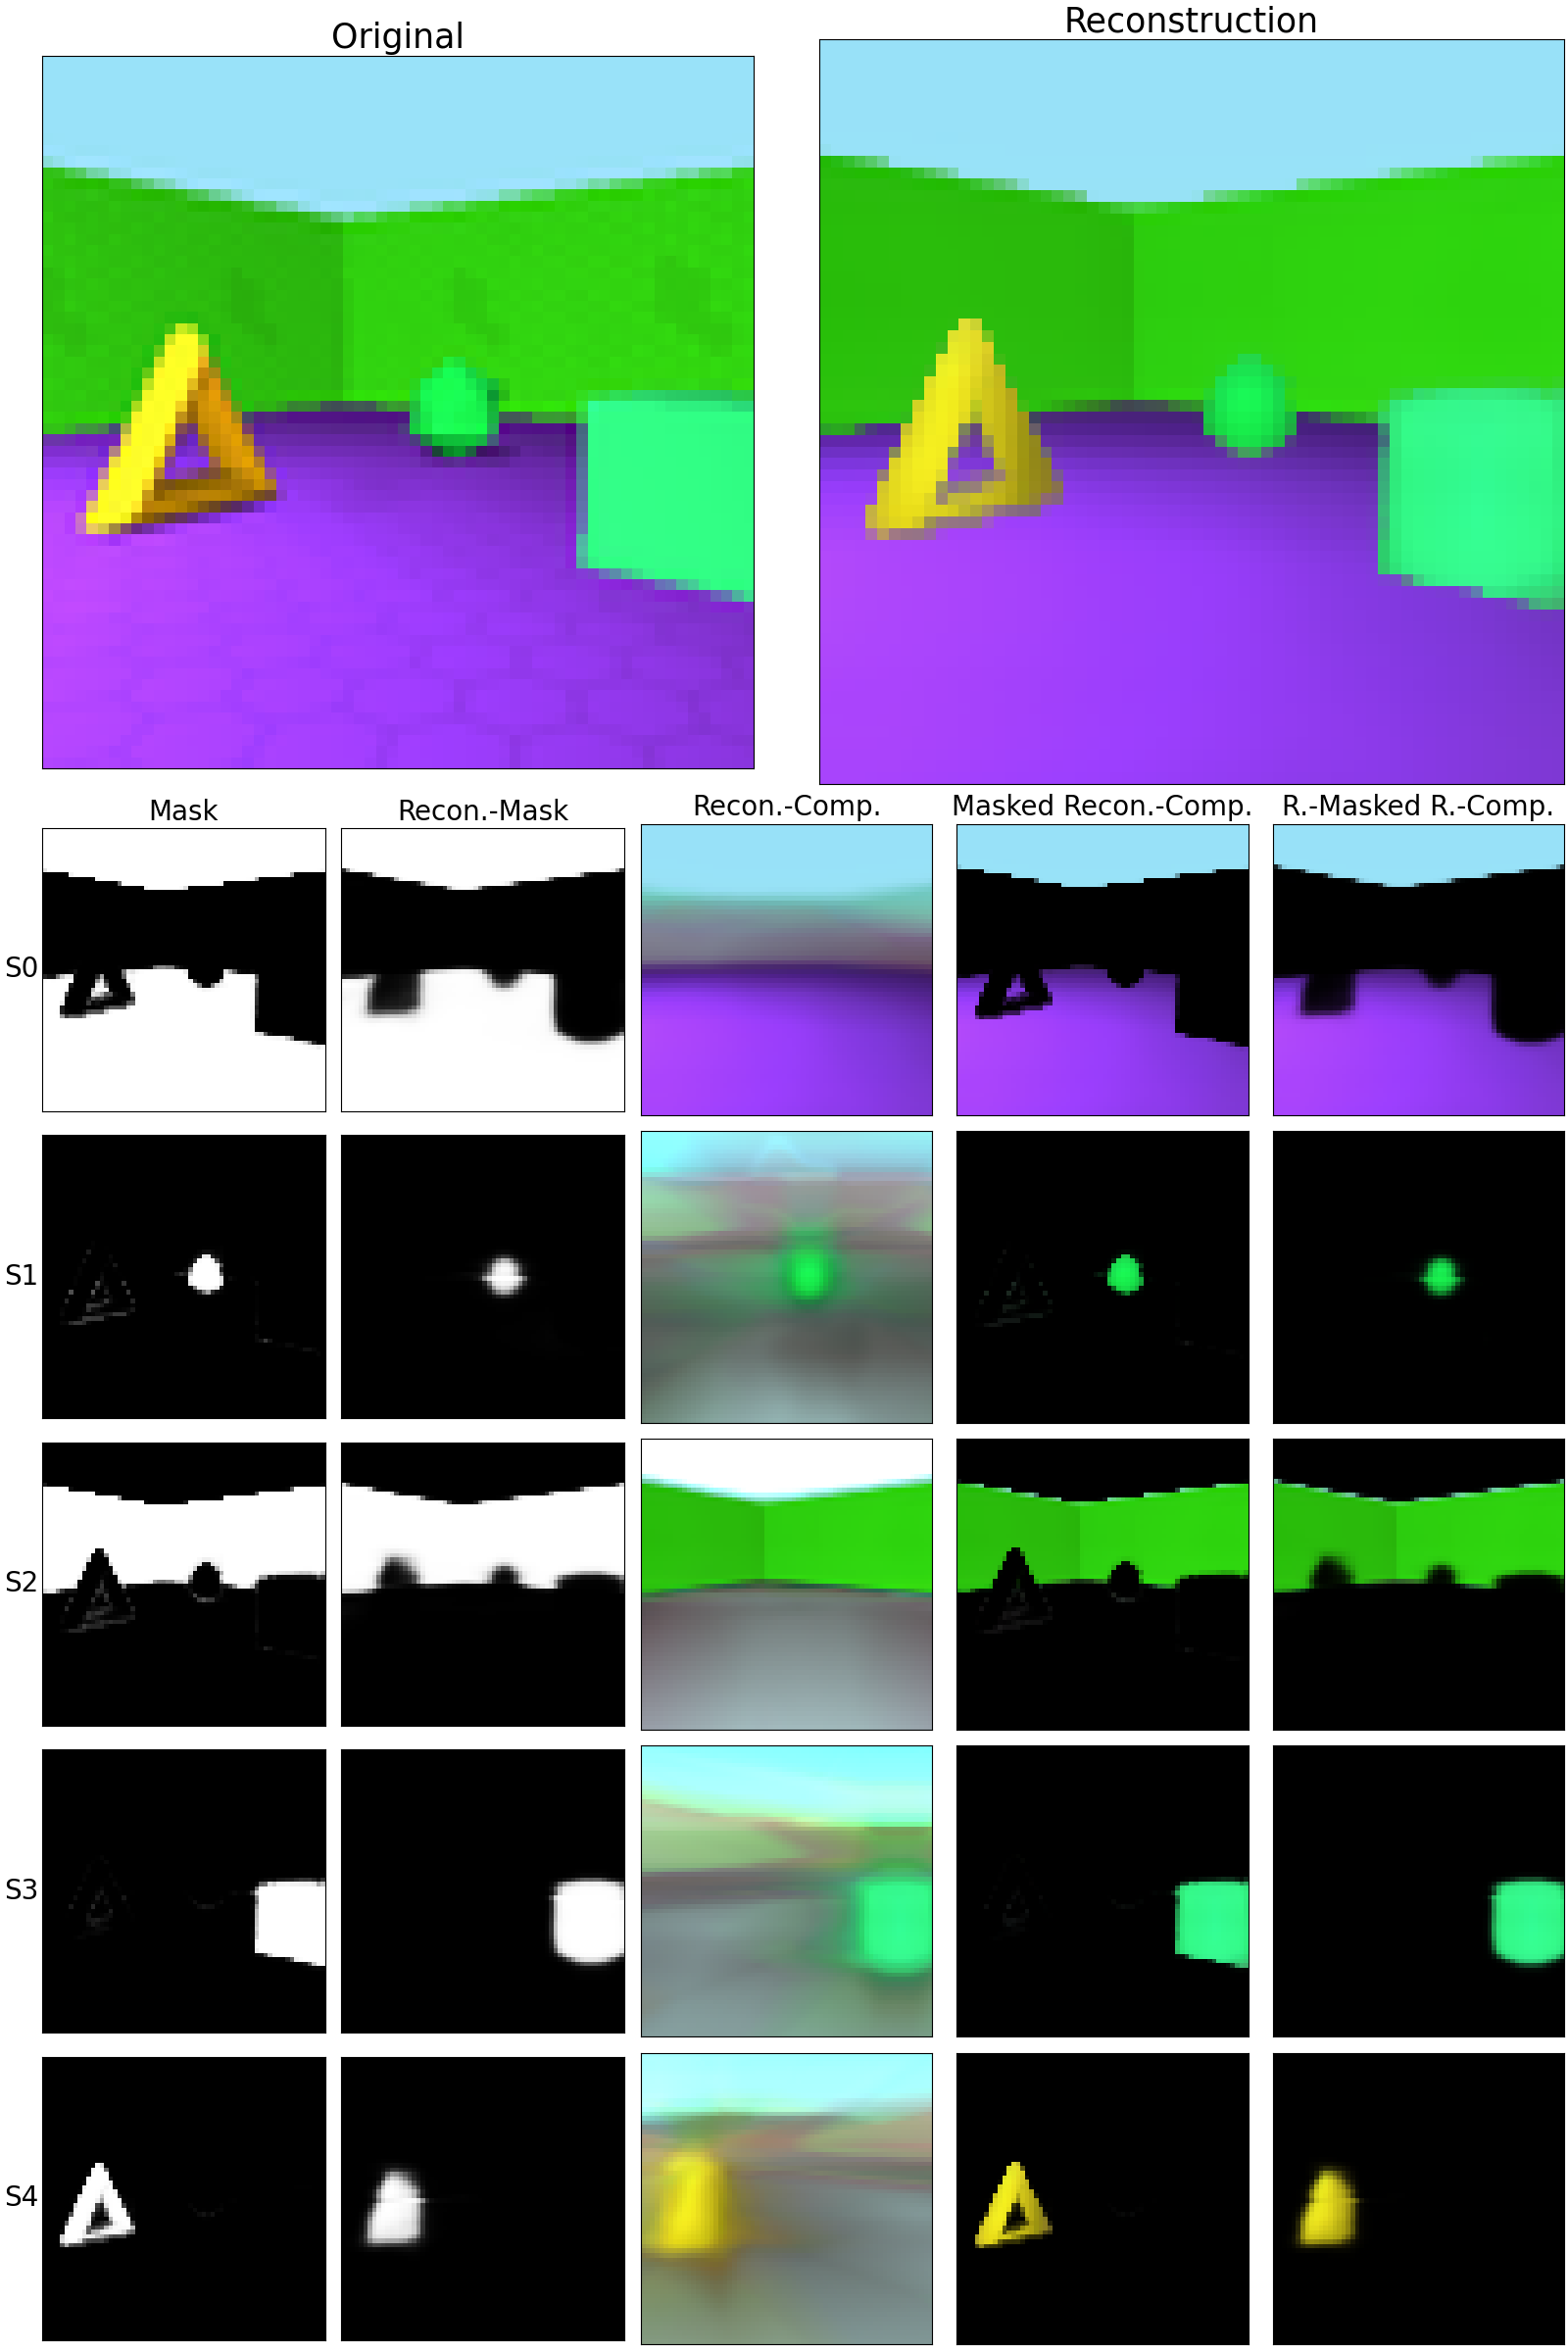 Original
Reconstruction
Mask
Recon.-Mask
Recon.-Comp.
Masked Recon.-Comp.
R.-Masked R.-Comp.
S0
S1
S2
S3
S4